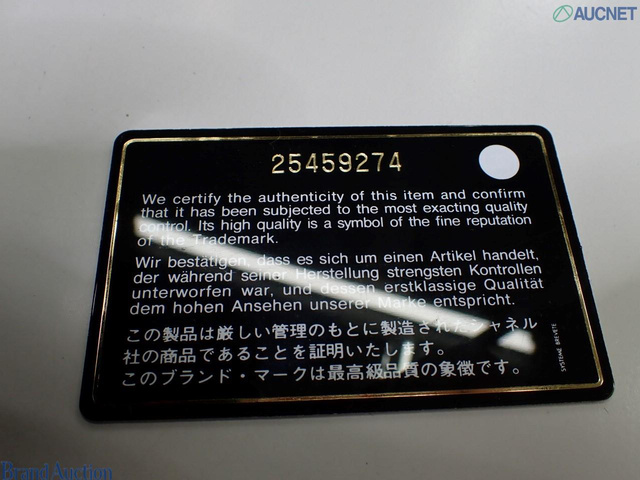 AUCNET
25459274
We certify the authenticity of this item and confirm
that it has been subjected to the most exacting quality
control. Its high quality is a symbol of the fine reputation
of the Trademark.
Wir bestätigen, dass es sich um einen Artikel handelt,
der während seiner Herstellung strengsten Kontrollen
unterworfen war, und dessen erstklassige Qualität
dem hohen Ansehen unserer Marke entspricht.
この製品は厳しい管理のもとに製造されたシャネル
社の商品であることを証明いたします。
このブランド・マークは最高級品質の象徴です。
SYSTEME BREVETE
Brand Auction